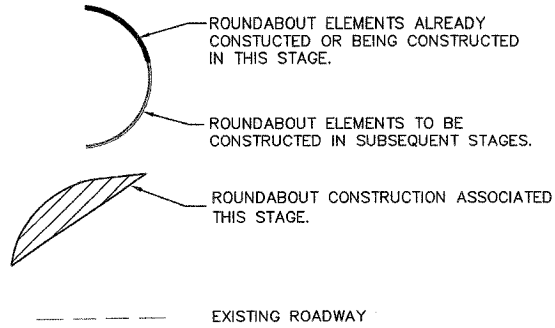 ROUNDABOUT ELEMENTS ALREADY
CONSTUCTED OR BEING CONSTRUCTED
IN THIS STAGE.
ROUNDABOUT ELEMENTS TO BE
CONSTRUCTED IN SUBSEQUENT STAGES.
ROUNDABOUT CONSTRUCTION ASSOCIATED
THIS STAGE.
EXISTING ROADWAY